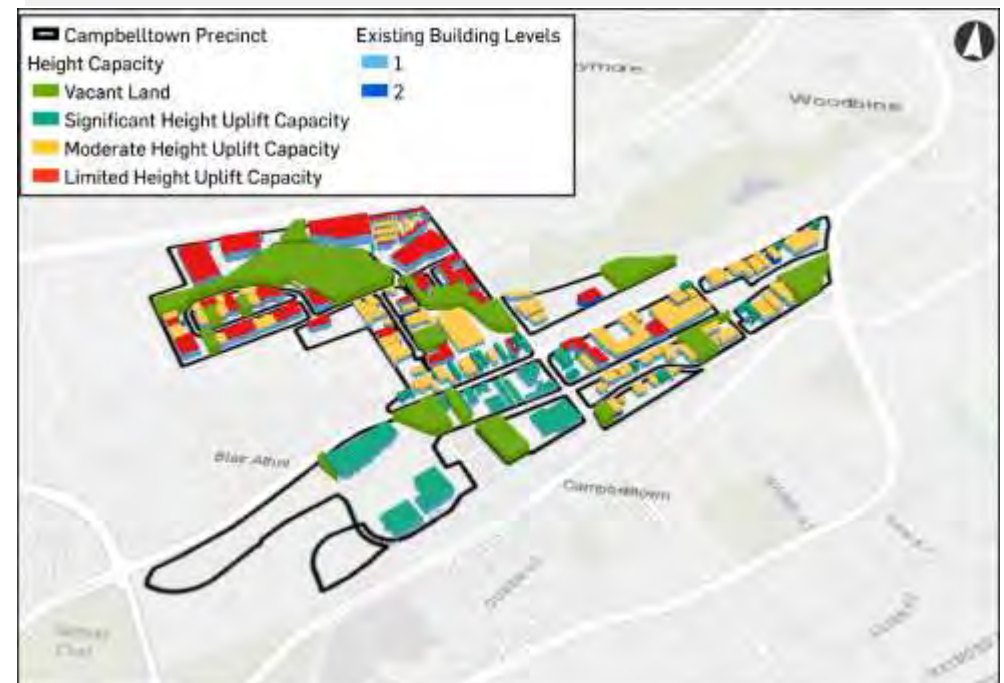 Campbelltown Precinct
Height Capacity
Vacant Land
Significant Height Uplift Capacity
Moderate Height Uplift Capacity
Limited Height Uplift Capacity
Existing Building Levels
1
2
Woodbine
Blair Athol
Campbelltown